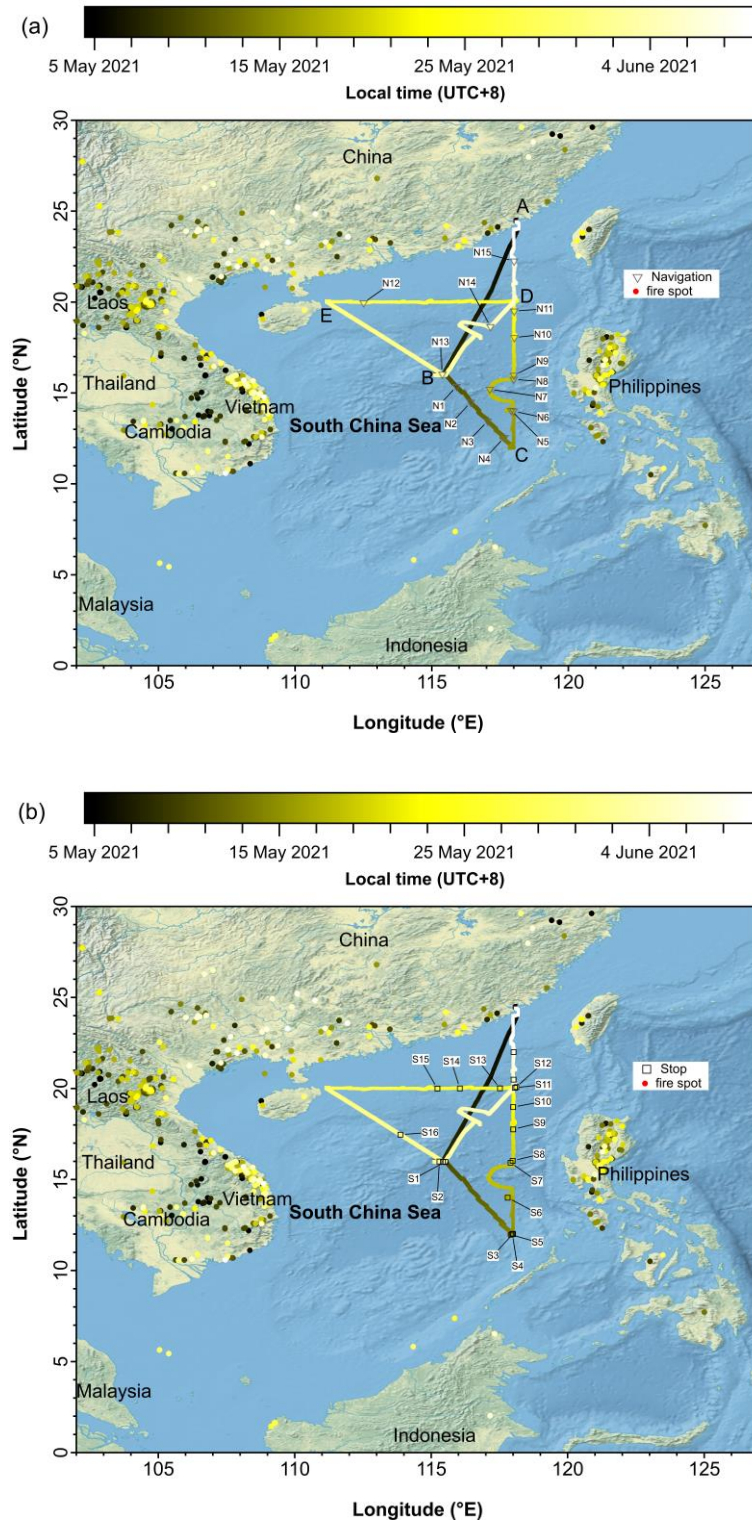 (a)
5 May 2021 15 May 2021 25 May 2021 4 June 2021
Local time (UTC+8)
30
China
A
25
N15
Navigation
fire spot
N12 N14
Laos
20
E D
N11
N10
N13
N9
Thailand
B
N8
Philippines
15
N1 N7
Vietnam
N2 N6
Cambodia
South China Sea
N3 N5
N4 C
10
5
Malaysia
Indonesia
0
105 110 115 120 125
Latitude (°N)
Longitude (°E)
(b)
5 May 2021 15 May 2021 25 May 2021 4 June 2021
Local time (UTC+8)
30
China
25
Stop
fire spot
S15 S14 S13 S12
Laos
20
S11
S10
S9
S16
S8
Thailand
S1
Philippines
15
S2 S7
Vietnam
S6
Cambodia
South China Sea
S3 S5
S4
10
5
Malaysia
Indonesia
0
105 110 115 120 125
Latitude (°N)
Longitude (°E)